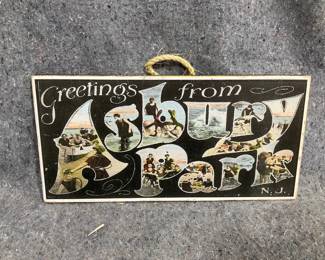 Greetings from
Asbury
Park
N. J.